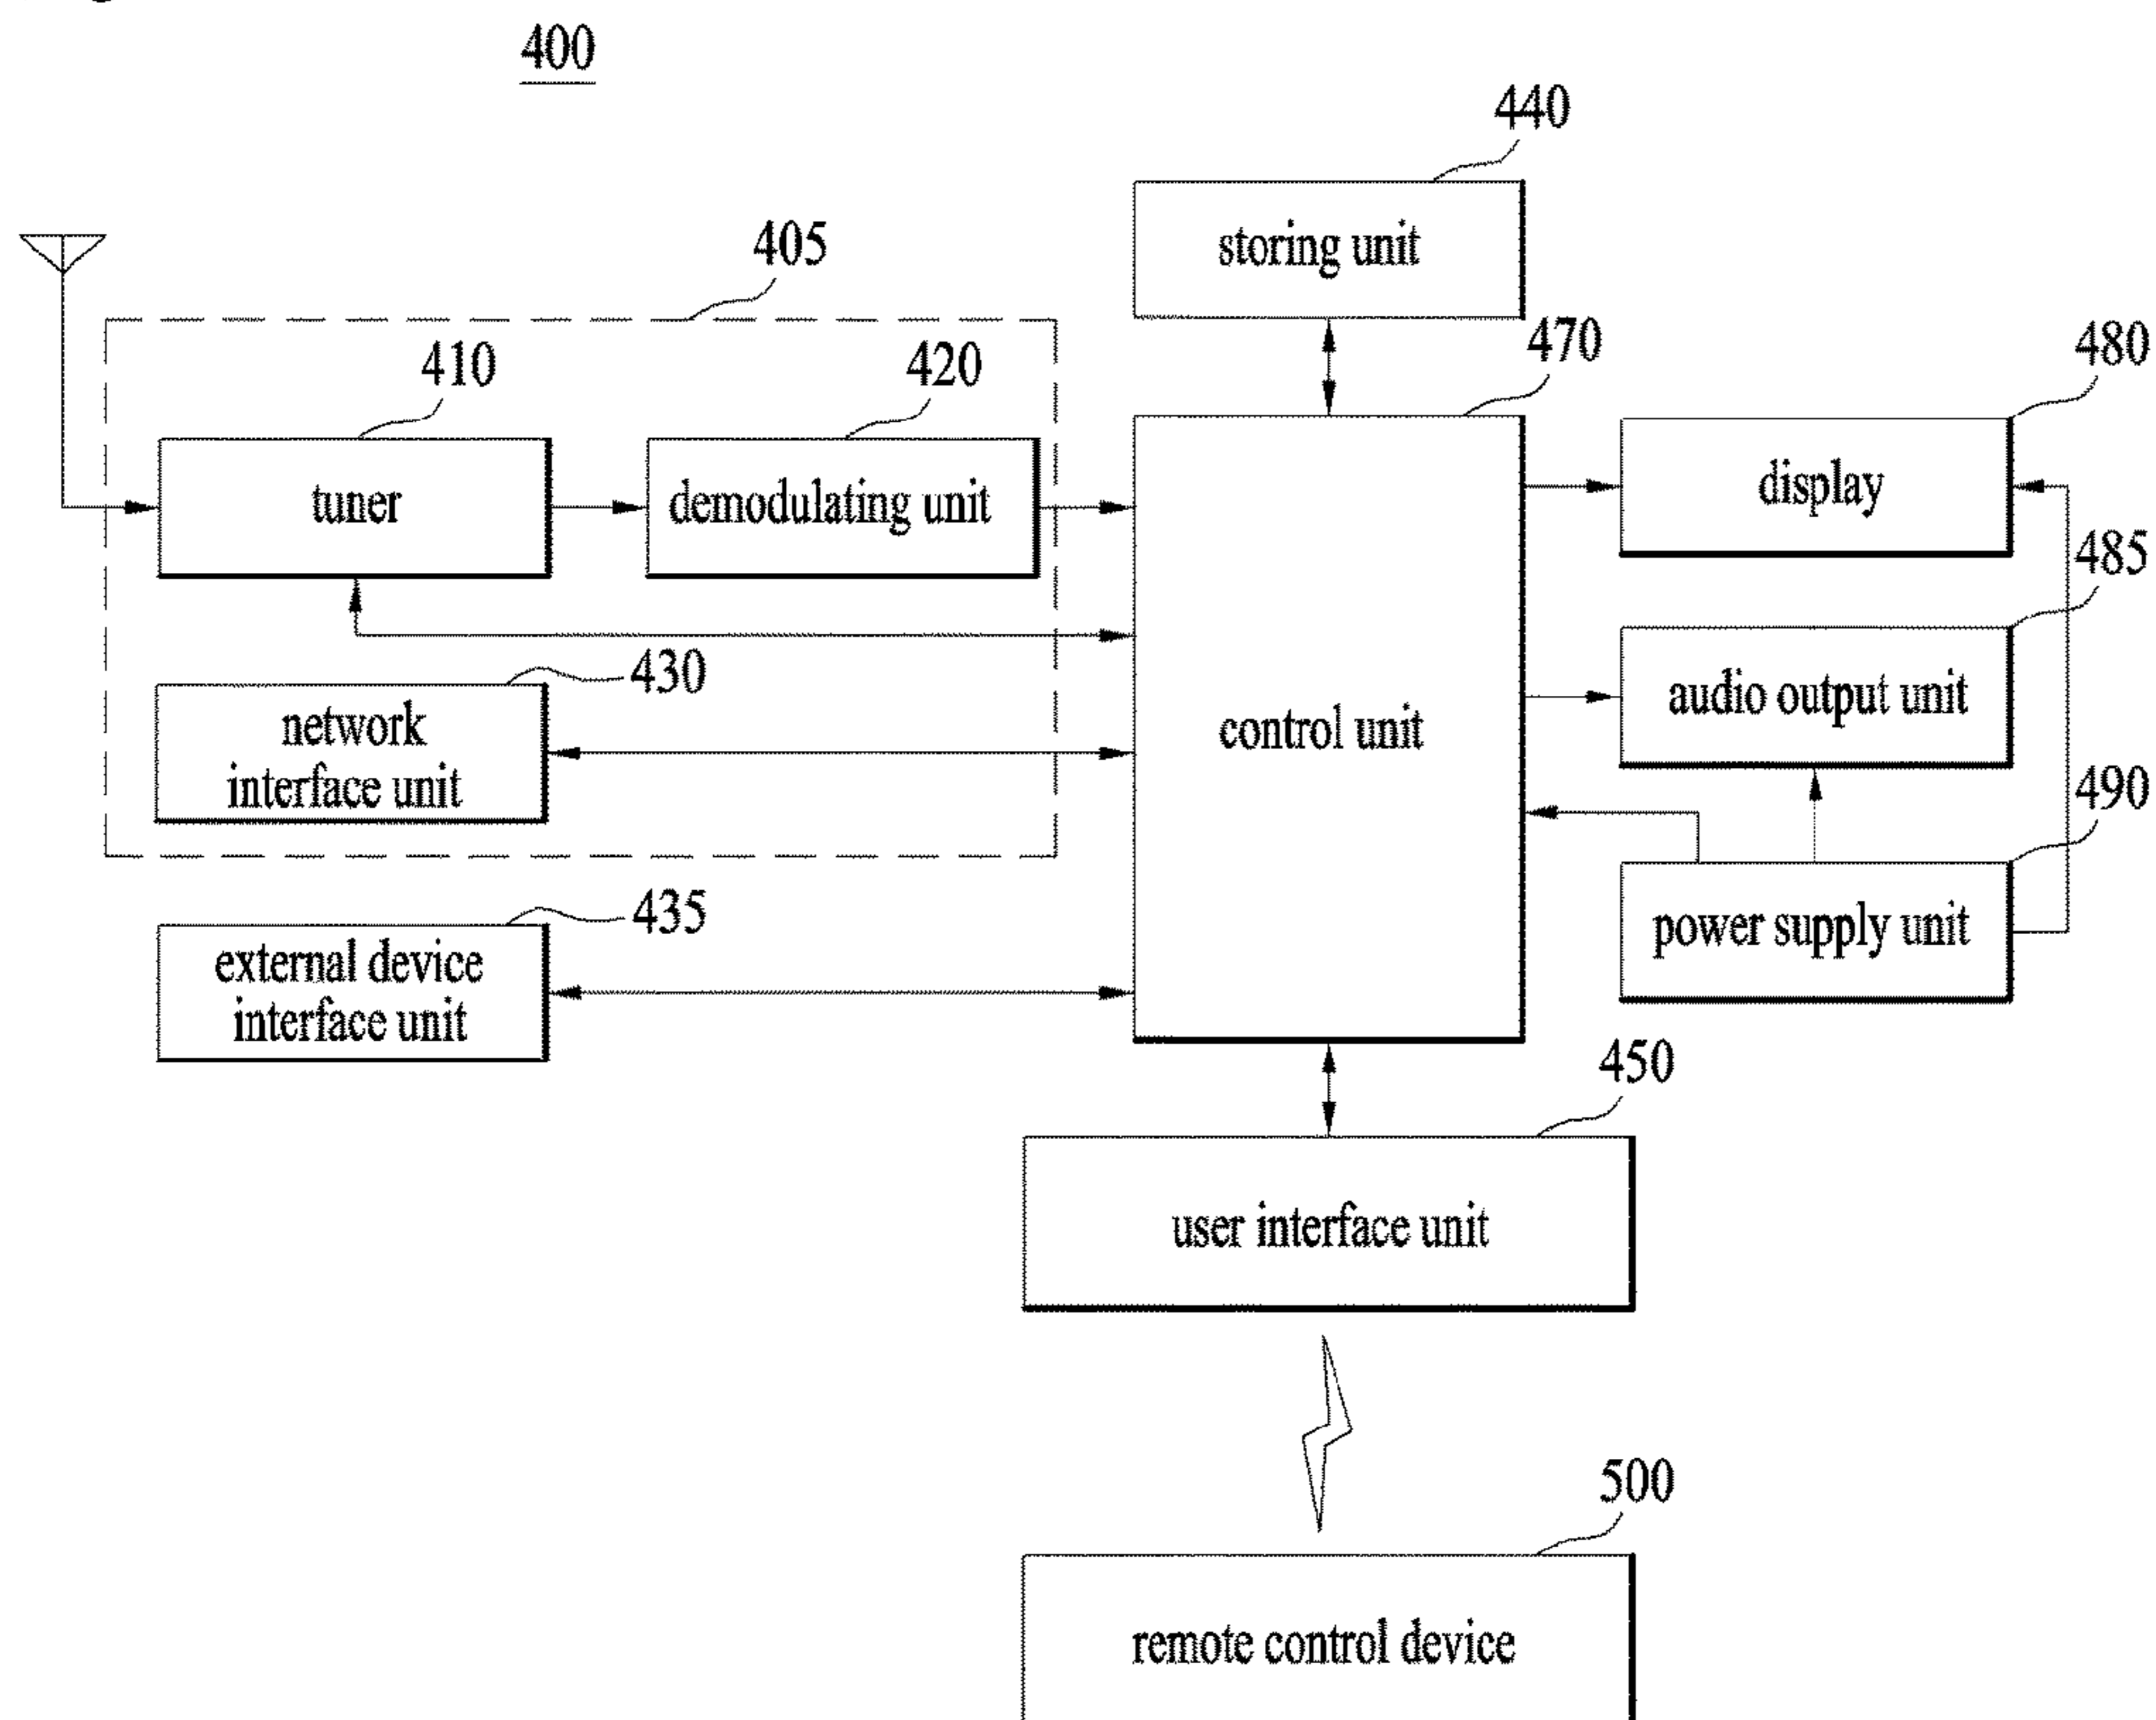 400
440
storing unit
405
470
480
410
420
tuner
demodulating unit
display
485
430
network
interface unit
control unit
audio output unit
490
435
external device
interface unit
power supply unit
450
user interface unit
500
remote control device